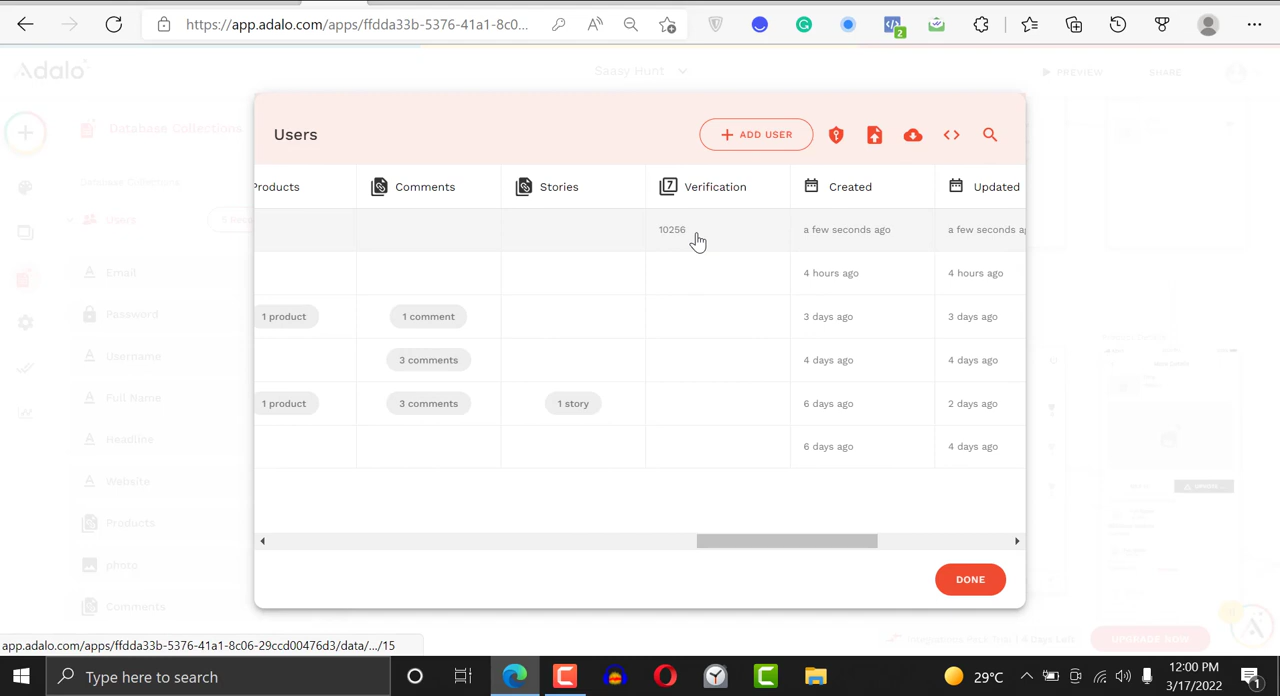 https://app.adalo.com/apps/ffdda33b-5376-41a1-8c0...
2
Adalo
Saasy Hunt
PREVIEW
SHARE
Database Collections
Database Collections
Users
Email
Password
Username
Full Name
Headline
Website
Products
photo
Comments
Users
ADD USER
Products
Comments
Stories
7
Verification
Created
Updated
10256
a few seconds ago
a few seconds ag
4 hours ago
4 hours ago
1 product
1 comment
3 days ago
3 days ago
3 comments
4 days ago
4 days ago
1 product
3 comments
1 story
6 days ago
2 days ago
6 days ago
4 days ago
DONE
UPGRADE NOW
app.adalo.com/apps/ffdda33b-5376-41a1-8c06-29ccd00476d3/data/.../15
Type here to search
29°C
12:00 PM
3/17/2022
1